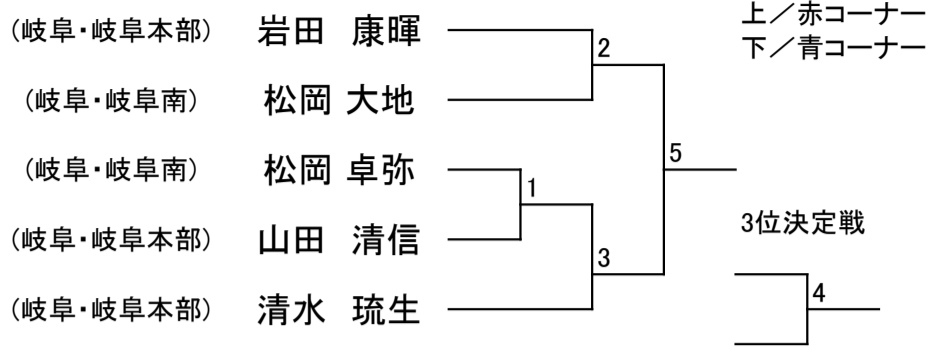 (岐阜・岐阜本部) 岩田 康暉
(岐阜・岐阜南) 松岡 大地
(岐阜・岐阜南) 松岡 卓弥
(岐阜・岐阜本部) 山田 清信
(岐阜・岐阜本部) 清水 琉生
上／赤コーナー
下／青コーナー
2
1
3
5
3位決定戦
4